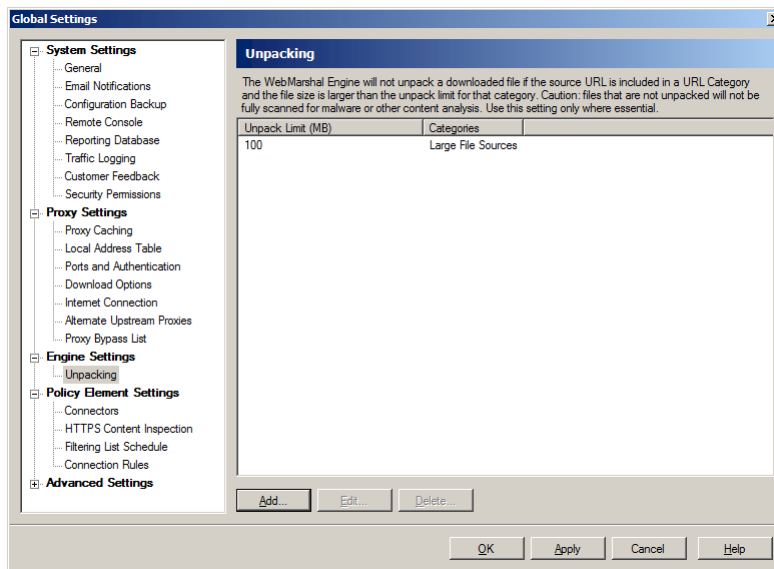 Global Settings
System Settings
General
Email Notifications
Configuration Backup
Remote Console
Reporting Database
Traffic Logging
Customer Feedback
Security Permissions
Proxy Settings
Proxy Caching
Local Address Table
Ports and Authentication
Download Options
Internet Connection
Alternate Upstream Proxies
Proxy Bypass List
Engine Settings
Unpacking
Policy Element Settings
Connectors
HTTPS Content Inspection
Filtering List Schedule
Connection Rules
Advanced Settings
Unpacking
The WebMarshal Engine will not unpack a downloaded file if the source URL is included in a URL Category
and the file size is larger than the unpack limit for that category. Caution: files that are not unpacked will not be
fully scanned for malware or other content analysis. Use this setting only where essential.
Unpack Limit (MB) Categories
100 Large File Sources
Add... Edit... Delete...
OK Apply Cancel Help